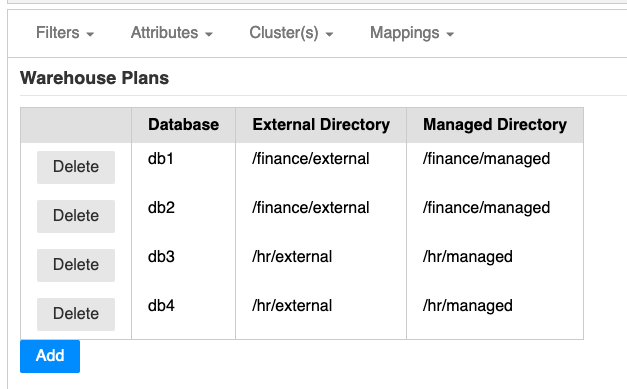 Filters Attributes Cluster(s) Mappings
Warehouse Plans
Database External Directory Managed Directory
Delete db1 /finance/external /finance/managed
Delete db2 /finance/external /finance/managed
Delete db3 /hr/external /hr/managed
Delete db4 /hr/external /hr/managed
Add